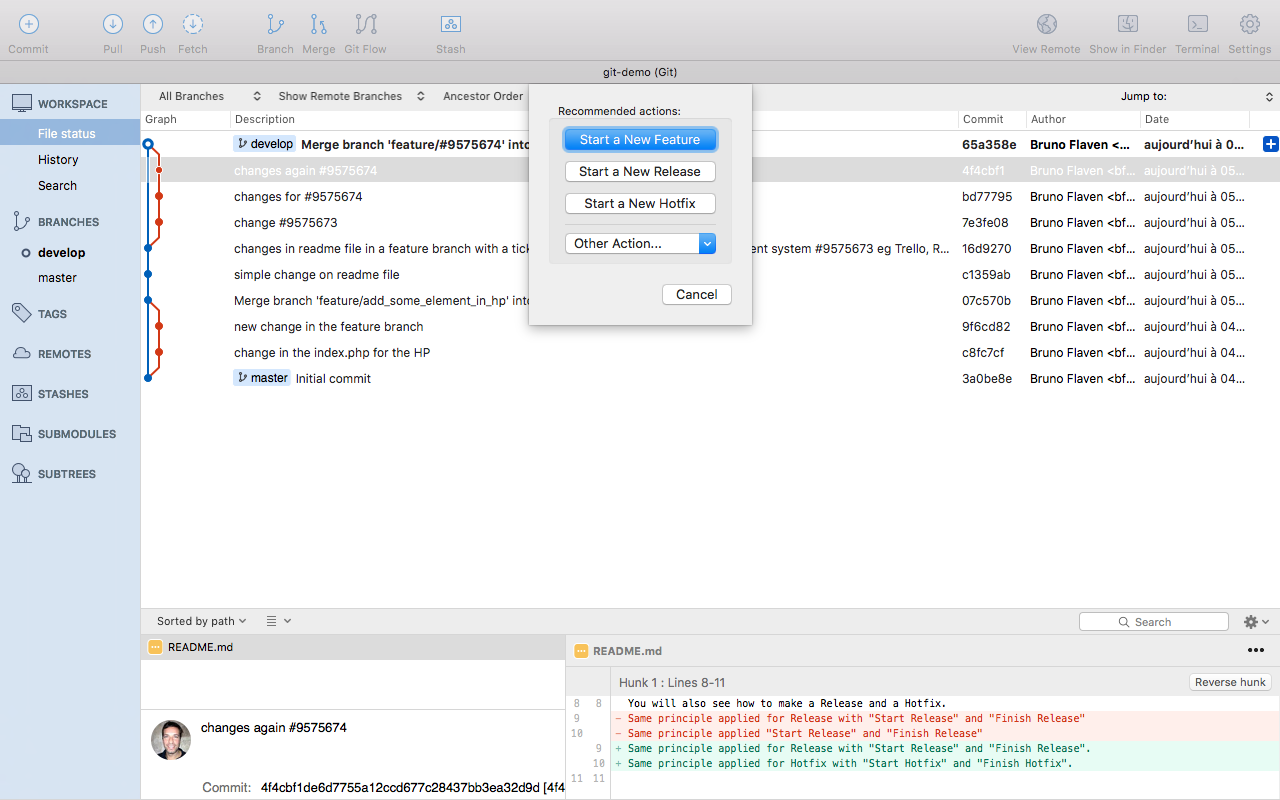 Commit Pull Push Fetch Branch Merge Git Flow Stash View Remote Show in Finder Terminal Settings
git-demo (Git)
WORKSPACE
File status
History
Search
BRANCHES
develop
master
TAGS
REMOTES
STASHES
SUBMODULES
SUBTREES
All Branches Show Remote Branches Ancestor Order Jump to:
Graph Description Commit Author Date
develop Merge branch 'feature/#9575674' into 65a358e Bruno Flaven <... aujourd'hui à 0...
changes again #9575674 4f4cbf1 Bruno Flaven <bf... aujourd'hui à 05...
changes for #9575674 bd77795 Bruno Flaven <bf... aujourd'hui à 05...
change #9575673 7e3fe08 Bruno Flaven <bf... aujourd'hui à 05...
changes in readme file in a feature branch with a tick ent system #9575673 eg Trello, R... 16d9270 Bruno Flaven <bf... aujourd'hui à 05...
simple change on readme file c1359ab Bruno Flaven <bf... aujourd'hui à 05...
Merge branch 'feature/add_some_element_in_hp' into 07c570b Bruno Flaven <bf... aujourd'hui à 05...
new change in the feature branch 9f6cd82 Bruno Flaven <bf... aujourd'hui à 04...
change in the index.php for the HP c8fc7cf Bruno Flaven <bf... aujourd'hui à 04...
master Initial commit 3a0be8e Bruno Flaven <bf... aujourd'hui à 04...
Recommended actions:
Start a New Feature
Start a New Release
Start a New Hotfix
Other Action...
Cancel
Sorted by path Search
README.md
changes again #9575674
Commit: 4f4cbf1de6d7755a12ccd677c28437bb3ea32d9d [4f4
README.md
Hunk 1 : Lines 8-11 Reverse hunk
8 8 You will also see how to make a Release and a Hotfix.
9 - Same principle applied for Release with "Start Release" and "Finish Release"
10 - Same principle applied "Start Release" and "Finish Release"
9 + Same principle applied for Release with "Start Release" and "Finish Release".
10 + Same principle applied for Hotfix with "Start Hotfix" and "Finish Hotfix".
11 11